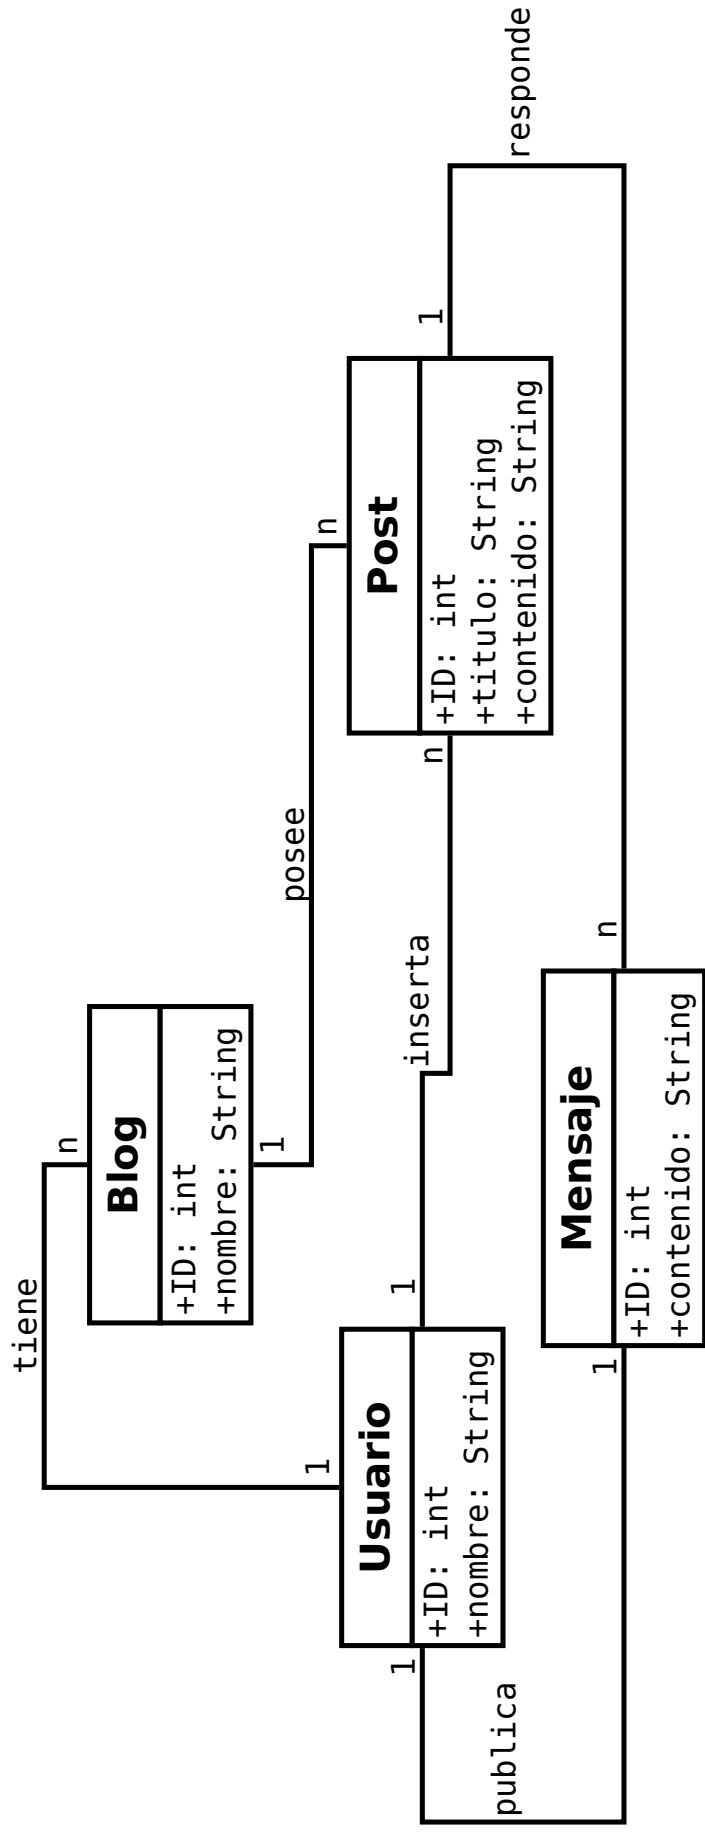 tiene
n
Blog
+ID: int
+nombre: String
1
posee
n
1
Usuario
+ID: int
+nombre: String
1
inserta
n
Post
+ID: int
+titulo: String
+contenido: String
1
responde
1
publica
1
Mensaje
+ID: int
+contenido: String
n